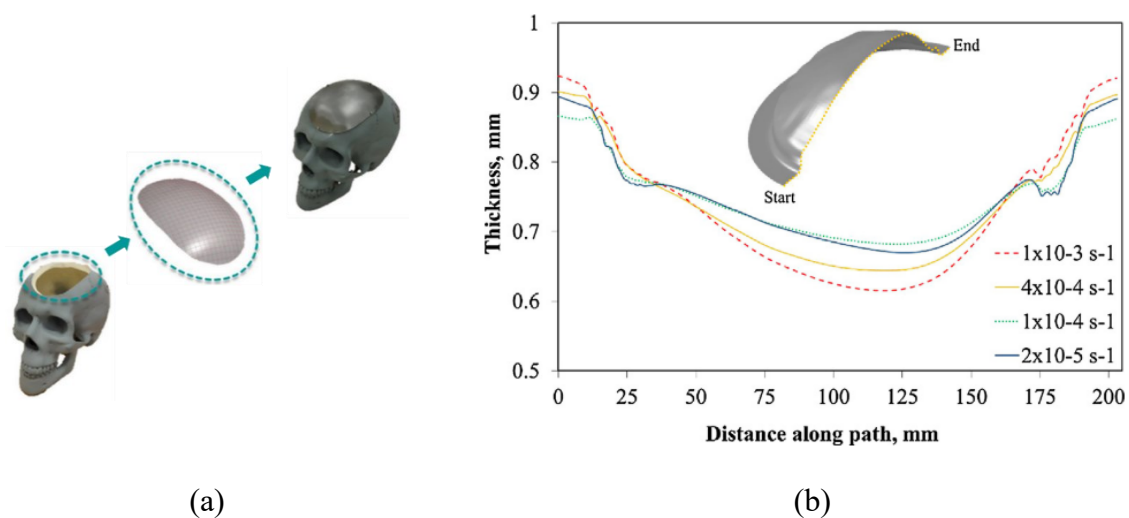 1
0.9
0.8
0.7
0.6
0.5
Thickness, mm
Start
End
1x10-3 s-1
4x10-4 s-1
1x10-4 s-1
2x10-5 s-1
0 25 50 75 100 125 150 175 200
Distance along path, mm
(a) (b)